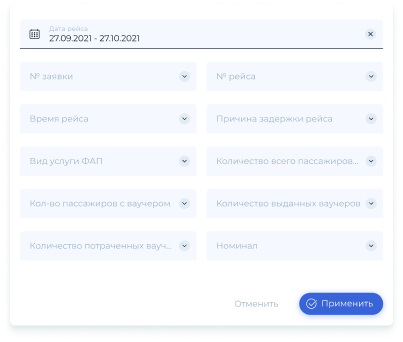 Дата рейса
27.09.2021 - 27.10.2021
№ заявки
№ рейса
Время рейса
Причина задержки рейса
Вид услуги ФАП
Количество всего пассажиров...
Кол-во пассажиров с ваучером
Количество выданных ваучеров
Количество потраченных вауч...
Номинал
Отменить
Применить